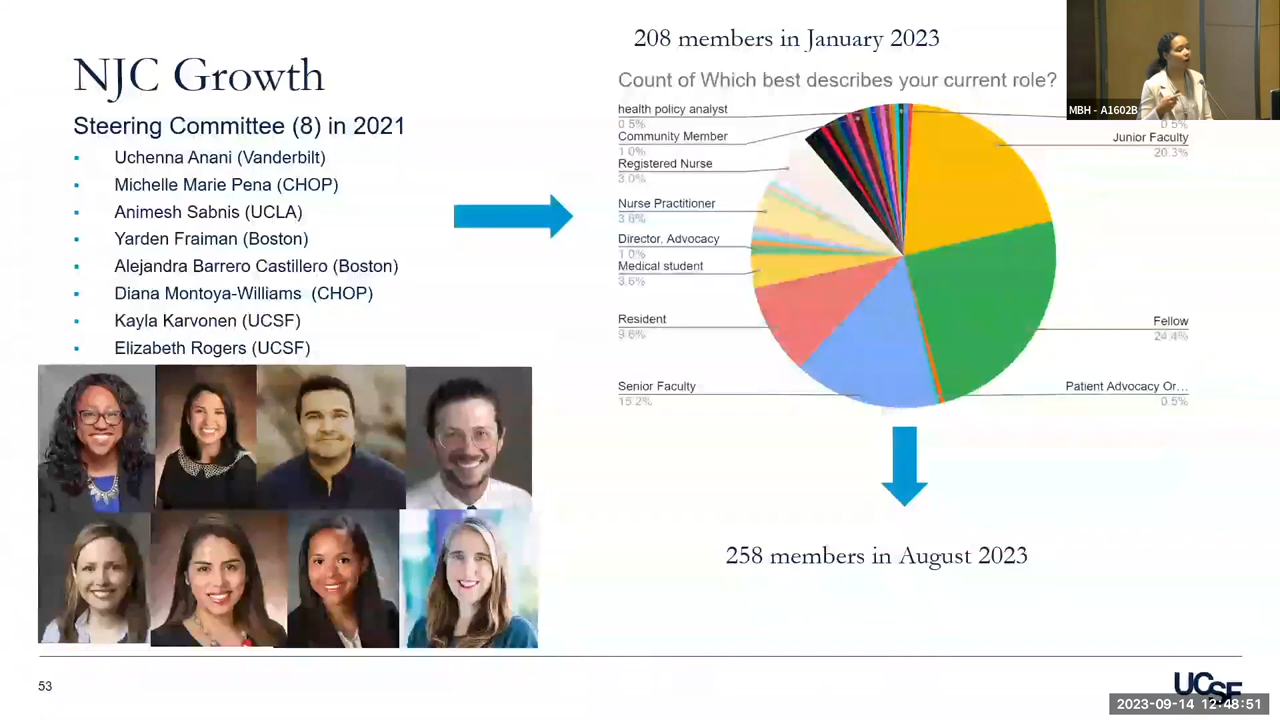 NJC Growth
Steering Committee (8) in 2021
▪ Uchenna Anani (Vanderbilt)
▪ Michelle Marie Pena (CHOP)
▪ Animesh Sabnis (UCLA)
▪ Yarden Fraiman (Boston)
▪ Alejandra Barrero Castillero (Boston)
▪ Diana Montoya-Williams (CHOP)
▪ Kayla Karvonen (UCSF)
▪ Elizabeth Rogers (UCSF)
208 members in January 2023
Count of Which best describes your current role?
health policy analyst
0.5%
Community Member
1.0%
Registered Nurse
3.0%
Nurse Practitioner
3.6%
Director, Advocacy
1.0%
Medical student
3.6%
Resident
9.6%
Senior Faculty
15.2%
0.5%
Junior Faculty
20.3%
Fellow
24.4%
Patient Advocacy Or...
0.5%
258 members in August 2023
MBH - A1602B
53
UCSF
2023-09-14 12:48:51